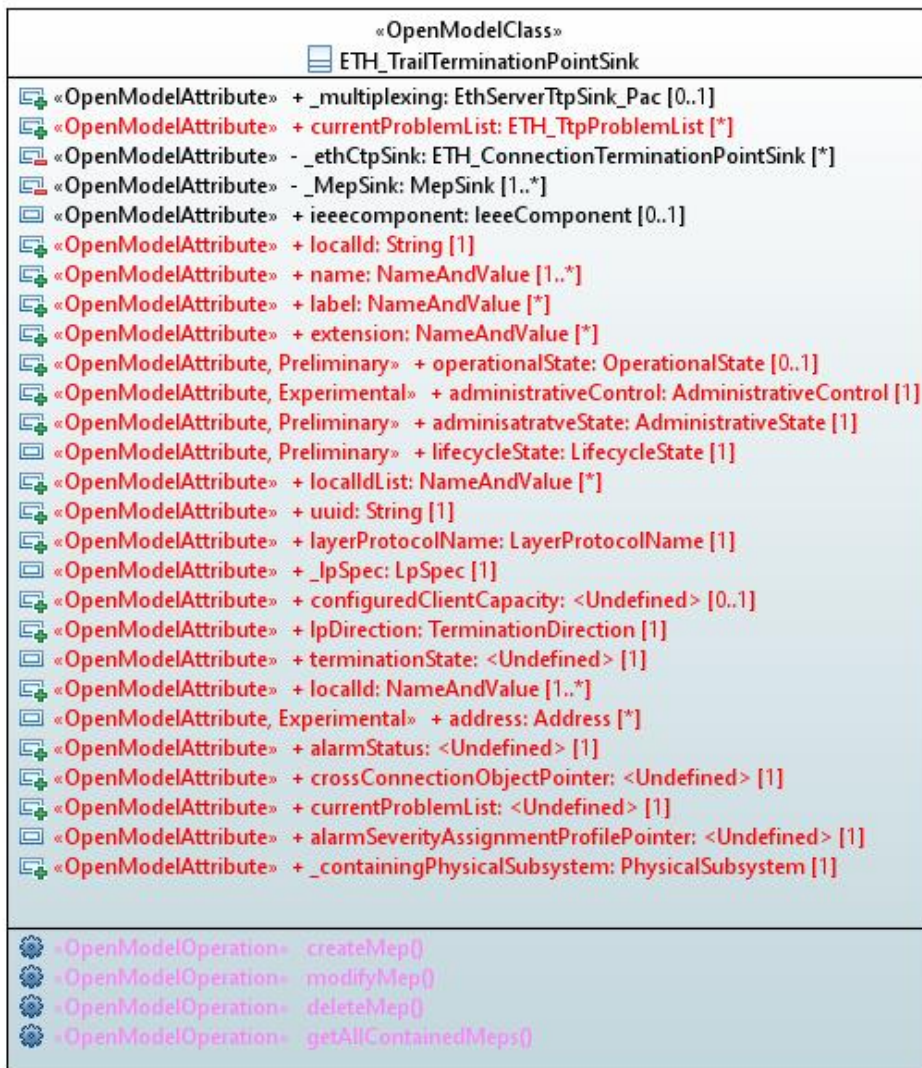 «OpenModelClass»
ETH_TrailTerminationPointSink
«OpenModelAttribute» + _multiplexing: EthServerTtpSink_Pac [0..1]
«OpenModelAttribute» + currentProblemList: ETH_TtpProblemList [*]
«OpenModelAttribute» - _ethCtpSink: ETH_ConnectionTerminationPointSink [*]
«OpenModelAttribute» - _MepSink: MepSink [1..*]
«OpenModelAttribute» + ieeecomponent: IeeeComponent [0..1]
«OpenModelAttribute» + localId: String [1]
«OpenModelAttribute» + name: NameAndValue [1..*]
«OpenModelAttribute» + label: NameAndValue [*]
«OpenModelAttribute» + extension: NameAndValue [*]
«OpenModelAttribute, Preliminary» + operationalState: OperationalState [0..1]
«OpenModelAttribute, Experimental» + administrativeControl: AdministrativeControl [1]
«OpenModelAttribute, Preliminary» + adminisatratveState: AdministrativeState [1]
«OpenModelAttribute, Preliminary» + lifecycleState: LifecycleState [1]
«OpenModelAttribute» + localIdList: NameAndValue [*]
«OpenModelAttribute» + uuid: String [1]
«OpenModelAttribute» + layerProtocolName: LayerProtocolName [1]
«OpenModelAttribute» + _lpSpec: LpSpec [1]
«OpenModelAttribute» + configuredClientCapacity: <Undefined> [0..1]
«OpenModelAttribute» + lpDirection: TerminationDirection [1]
«OpenModelAttribute» + terminationState: <Undefined> [1]
«OpenModelAttribute» + localId: NameAndValue [1..*]
«OpenModelAttribute, Experimental» + address: Address [*]
«OpenModelAttribute» + alarmStatus: <Undefined> [1]
«OpenModelAttribute» + crossConnectionObjectPointer: <Undefined> [1]
«OpenModelAttribute» + currentProblemList: <Undefined> [1]
«OpenModelAttribute» + alarmSeverityAssignmentProfilePointer: <Undefined> [1]
«OpenModelAttribute» + _containingPhysicalSubsystem: PhysicalSubsystem [1]
«OpenModelOperation» createMep()
«OpenModelOperation» modifyMep()
«OpenModelOperation» deleteMep()
«OpenModelOperation» getAllContainedMeps()